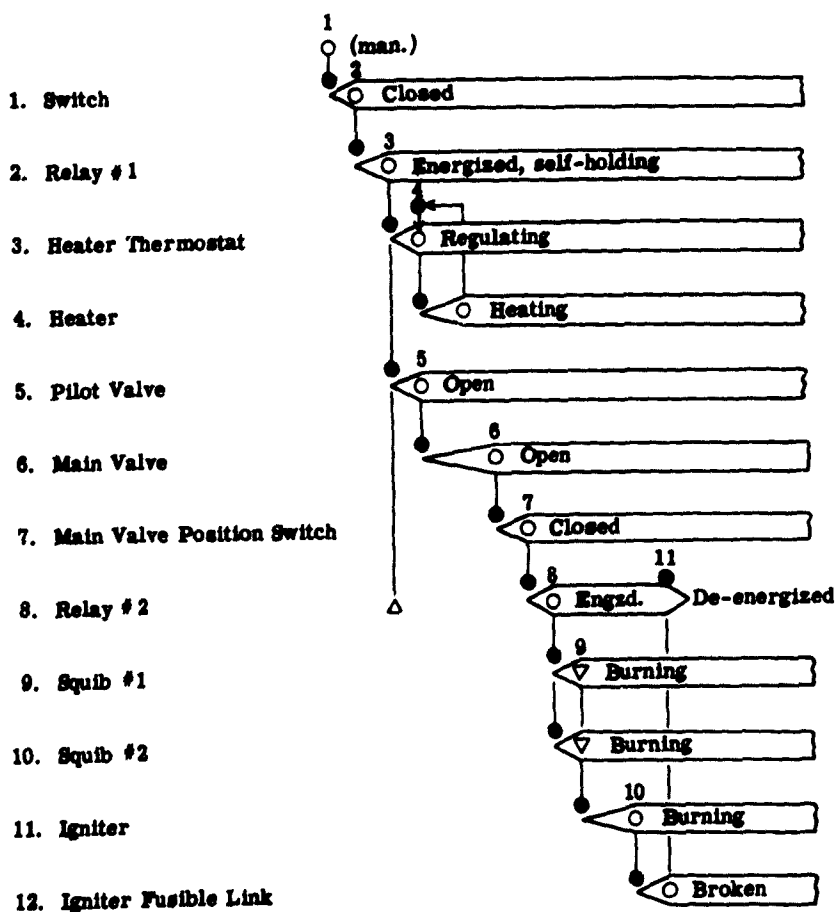 1
(man.)
2
1. Switch
Closed
3
2. Relay #1
Energized, self-holding
4
3. Heater Thermostat
Regulating
4. Heater
Heating
5
5. Pilot Valve
Open
6
6. Main Valve
Open
7
7. Main Valve Position Switch
Closed
8
11
8. Relay #2
Engzd.
De-energized
9
9. Squib #1
Burning
10. Squib #2
Burning
10
11. Igniter
Burning
12. Igniter Fusible Link
Broken